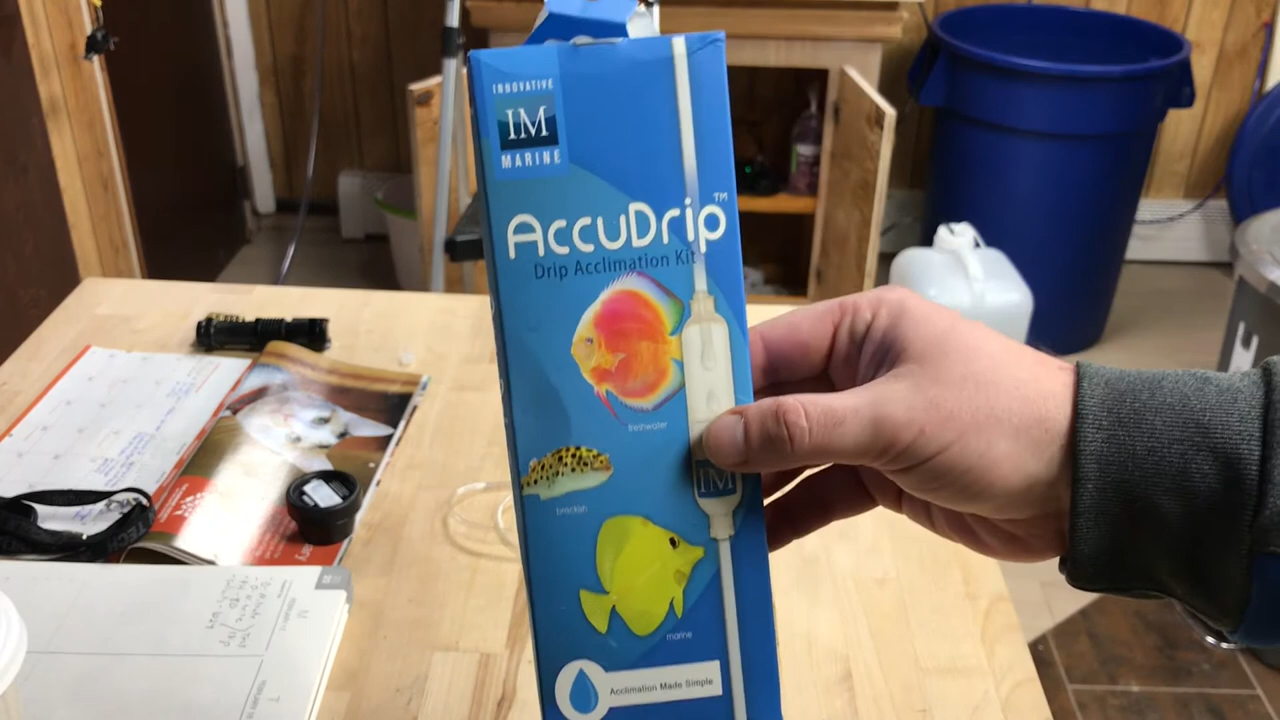 INNOVATIVE
IM
MARINE
AccuDrip™
Drip Acclimation Kit
freshwater
brackish
IM
marine
Acclimation Made Simple